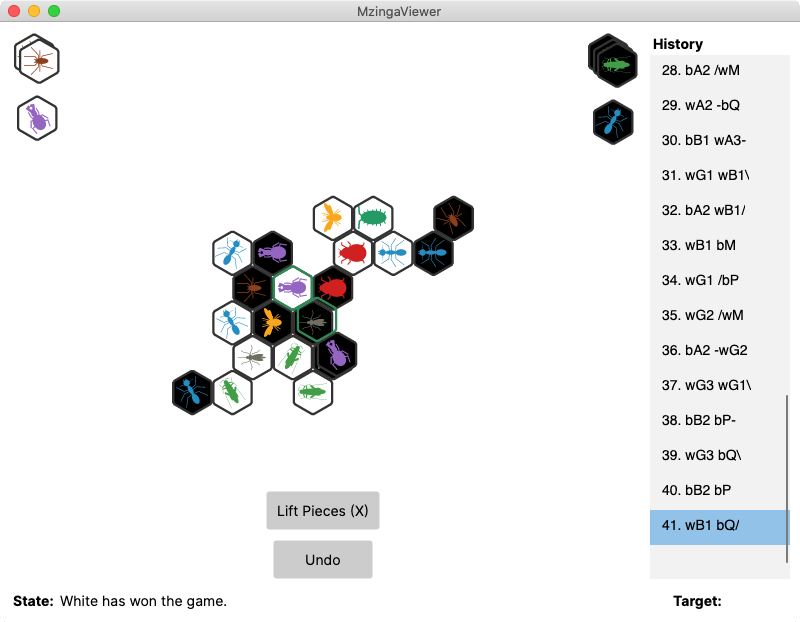 MzingaViewer
History
28. bA2 /wM
29. wA2 -bQ
30. bB1 wA3-
31. wG1 wB1\
32. bA2 wB1/
33. wB1 bM
34. wG1 /bP
35. wG2 /wM
36. bA2 -wG2
37. wG3 wG1\
38. bB2 bP-
39. wG3 bQ\
40. bB2 bP
41. wB1 bQ/
Lift Pieces (X)
Undo
State: White has won the game.
Target: